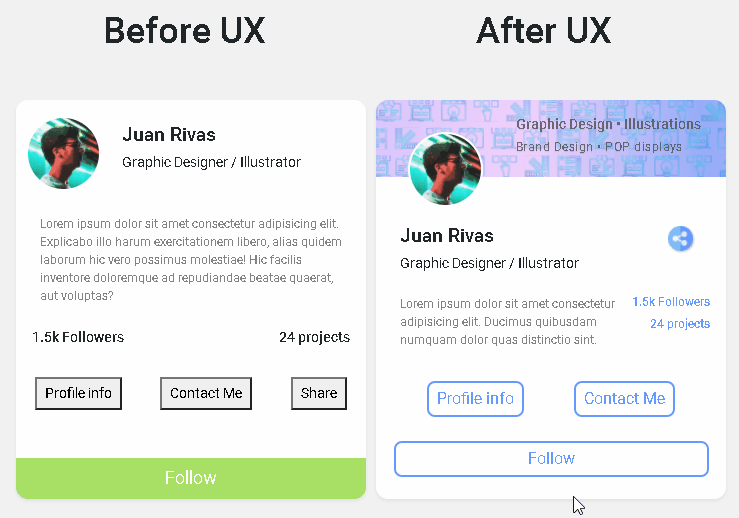 Before UX
After UX
Juan Rivas
Graphic Designer / Illustrator
Lorem ipsum dolor sit amet consectetur adipisicing elit.
Explicabo illo harum exercitationem libero, alias quidem
laborum hic vero possimus molestiae! Hic facilis
inventore doloremque ad repudiandae beatae quaerat,
aut voluptas?
1.5k Followers
24 projects
Profile info
Contact Me
Share
Follow
Graphic Design • Illustrations
Brand Design • POP displays
Juan Rivas
Graphic Designer / Illustrator
Lorem ipsum dolor sit amet consectetur
adipisicing elit. Ducimus quibusdam
numquam dolor quas distinctio sint.
1.5k Followers
24 projects
Profile info
Contact Me
Follow